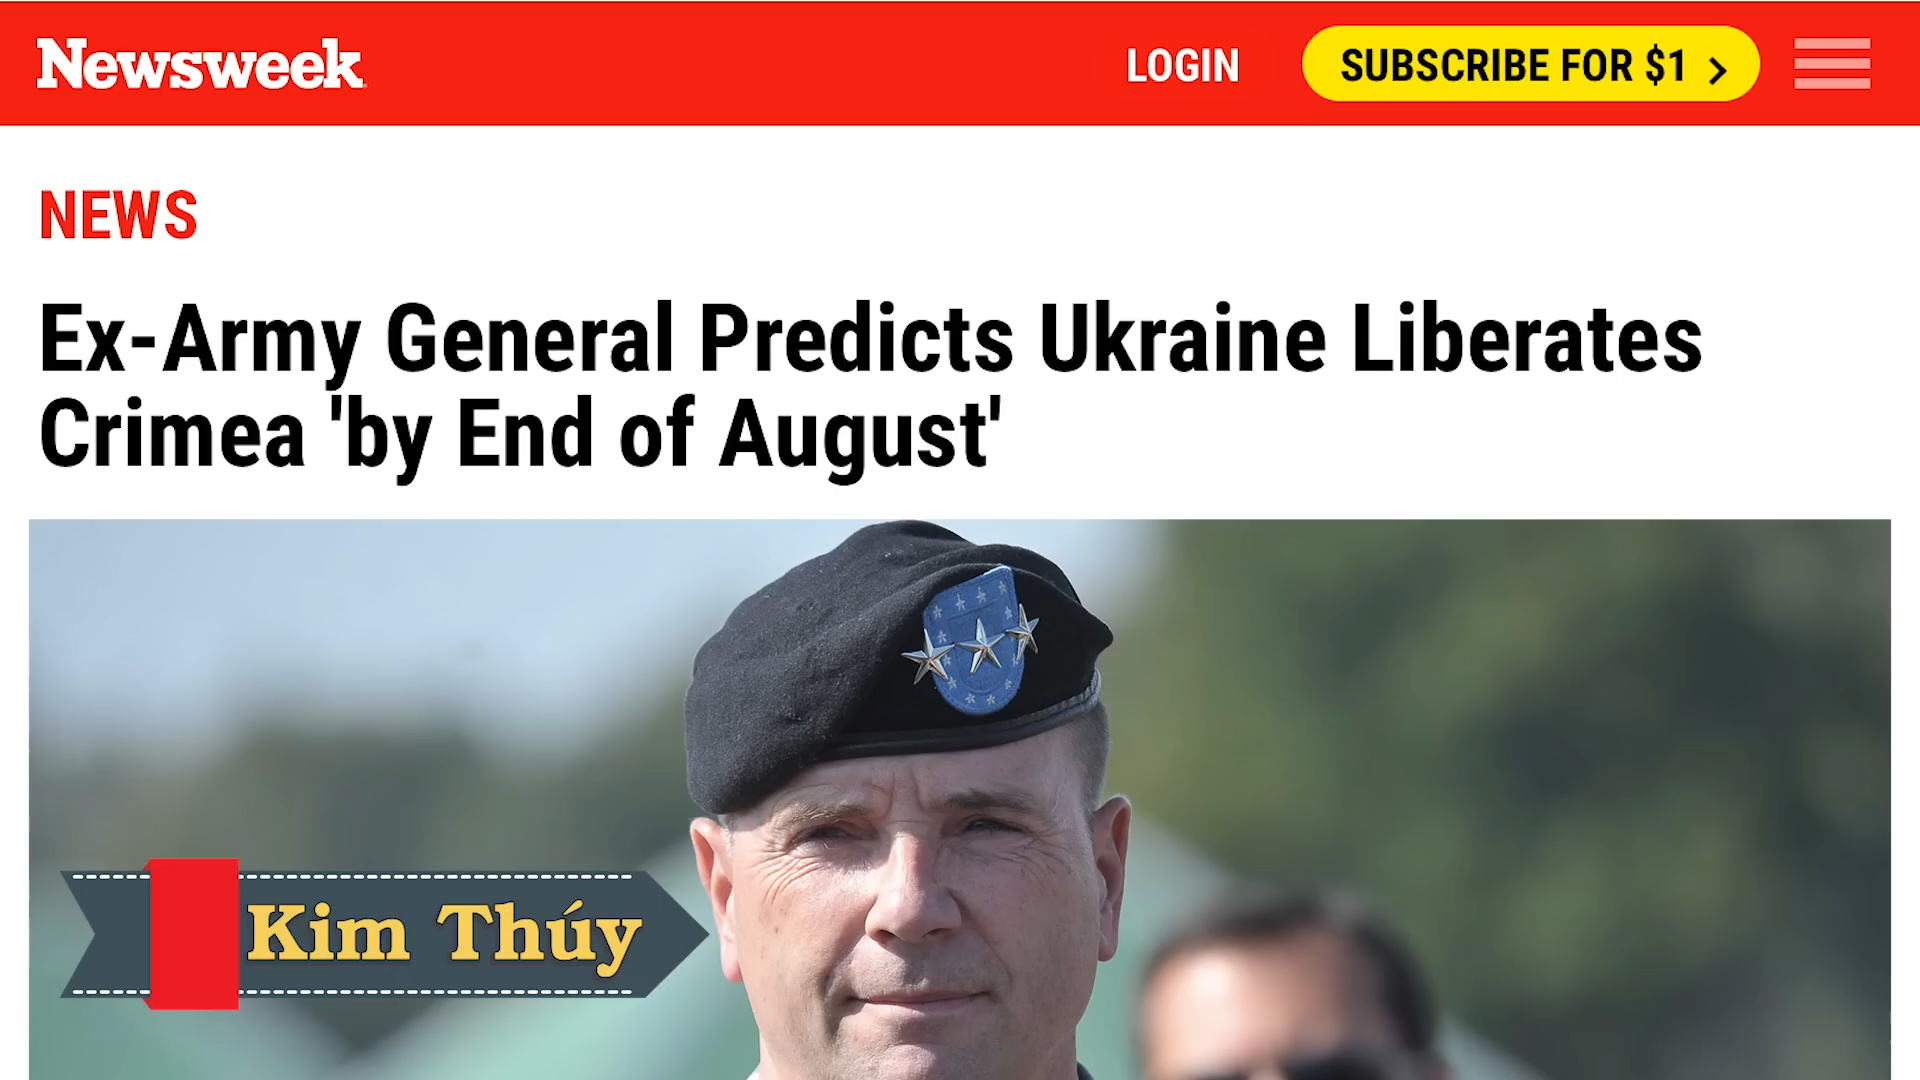 Newsweek
LOGIN
SUBSCRIBE FOR $1
NEWS
Ex-Army General Predicts Ukraine Liberates
Crimea 'by End of August'
Kim Thúy